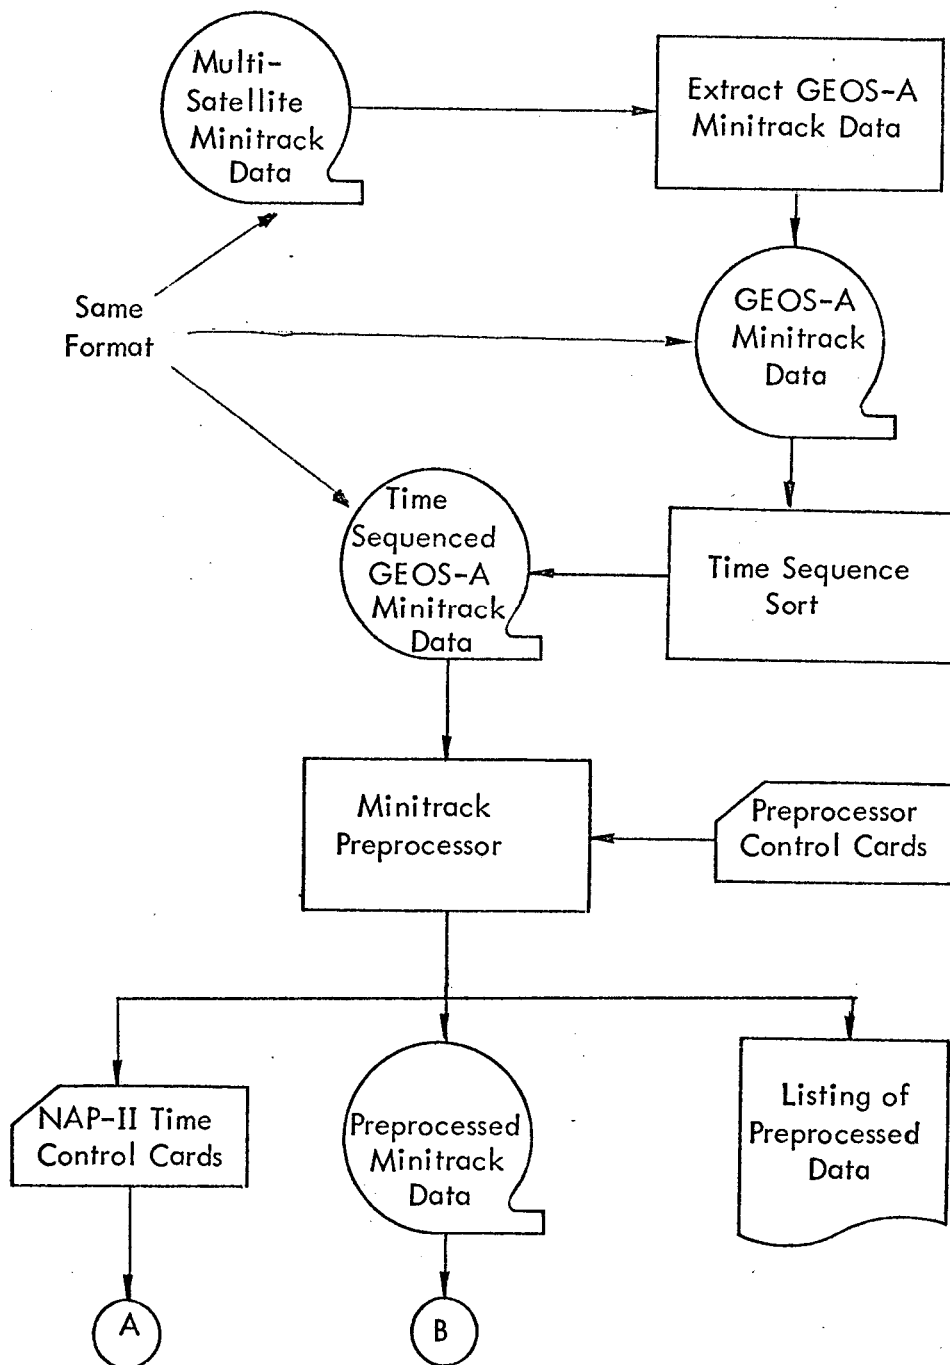 Multi-
Satellite
Minitrack
Data
Extract GEOS-A
Minitrack Data
Same
Format
GEOS-A
Minitrack
Data
Time
Sequenced
GEOS-A
Minitrack
Data
Time Sequence
Sort
Minitrack
Preprocessor
Preprocessor
Control Cards
NAP-II Time
Control Cards
Preprocessed
Minitrack
Data
Listing of
Preprocessed
Data
A
B